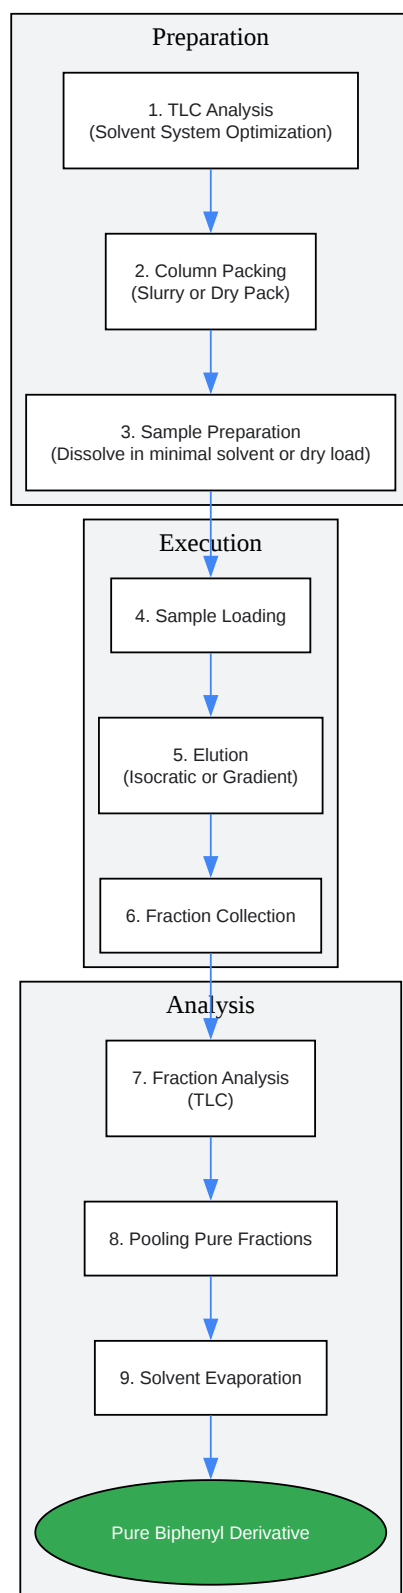 Preparation
1. TLC Analysis
(Solvent System Optimization)
2. Column Packing
(Slurry or Dry Pack)
3. Sample Preparation
(Dissolve in minimal solvent or dry load)
Execution
4. Sample Loading
5. Elution
(Isocratic or Gradient)
6. Fraction Collection
Analysis
7. Fraction Analysis
(TLC)
8. Pooling Pure Fractions
9. Solvent Evaporation
Pure Biphenyl Derivative